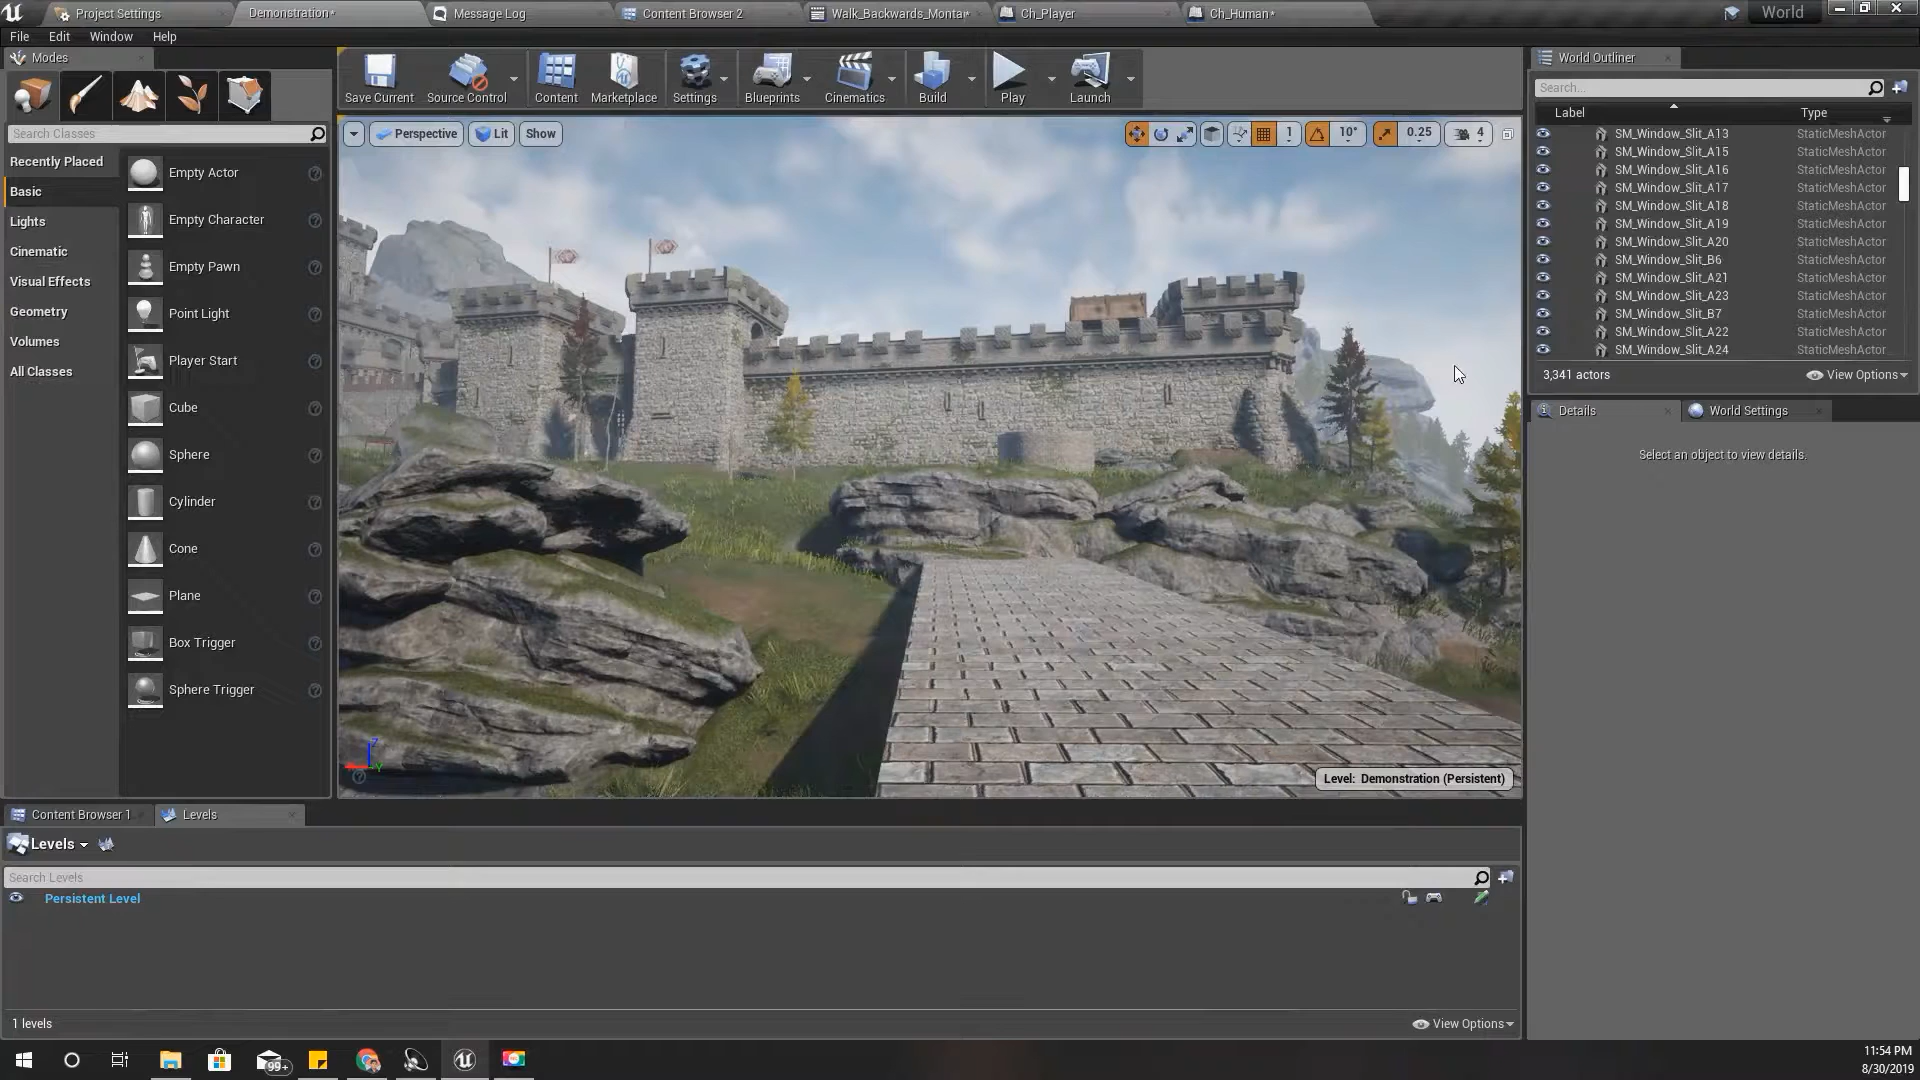 Project Settings
Demonstration*
Message Log
Content Browser 2
Walk_Backwards_Montar*
Ch_Player
Ch_Human*
World
File Edit Window Help
Modes
Search Classes
Recently Placed
Basic
Lights
Cinematic
Visual Effects
Geometry
Volumes
All Classes
Empty Actor
Empty Character
Empty Pawn
Point Light
Player Start
Cube
Sphere
Cylinder
Cone
Plane
Box Trigger
Sphere Trigger
Save Current
Source Control
Content
Marketplace
Settings
Blueprints
Cinematics
Build
Play
Launch
Perspective Lit Show
1 10° 0.25 4
Level: Demonstration (Persistent)
World Outliner
Search...
Label Type
SM_Window_Slit_A13 StaticMeshActor
SM_Window_Slit_A15 StaticMeshActor
SM_Window_Slit_A16 StaticMeshActor
SM_Window_Slit_A17 StaticMeshActor
SM_Window_Slit_A18 StaticMeshActor
SM_Window_Slit_A19 StaticMeshActor
SM_Window_Slit_A20 StaticMeshActor
SM_Window_Slit_B6 StaticMeshActor
SM_Window_Slit_A21 StaticMeshActor
SM_Window_Slit_A23 StaticMeshActor
SM_Window_Slit_B7 StaticMeshActor
SM_Window_Slit_A22 StaticMeshActor
SM_Window_Slit_A24 StaticMeshActor
3,341 actors View Options
Details World Settings
Select an object to view details.
Content Browser 1 Levels
Levels
Search Levels
Persistent Level
1 levels View Options
99+
11:54 PM
8/30/2019